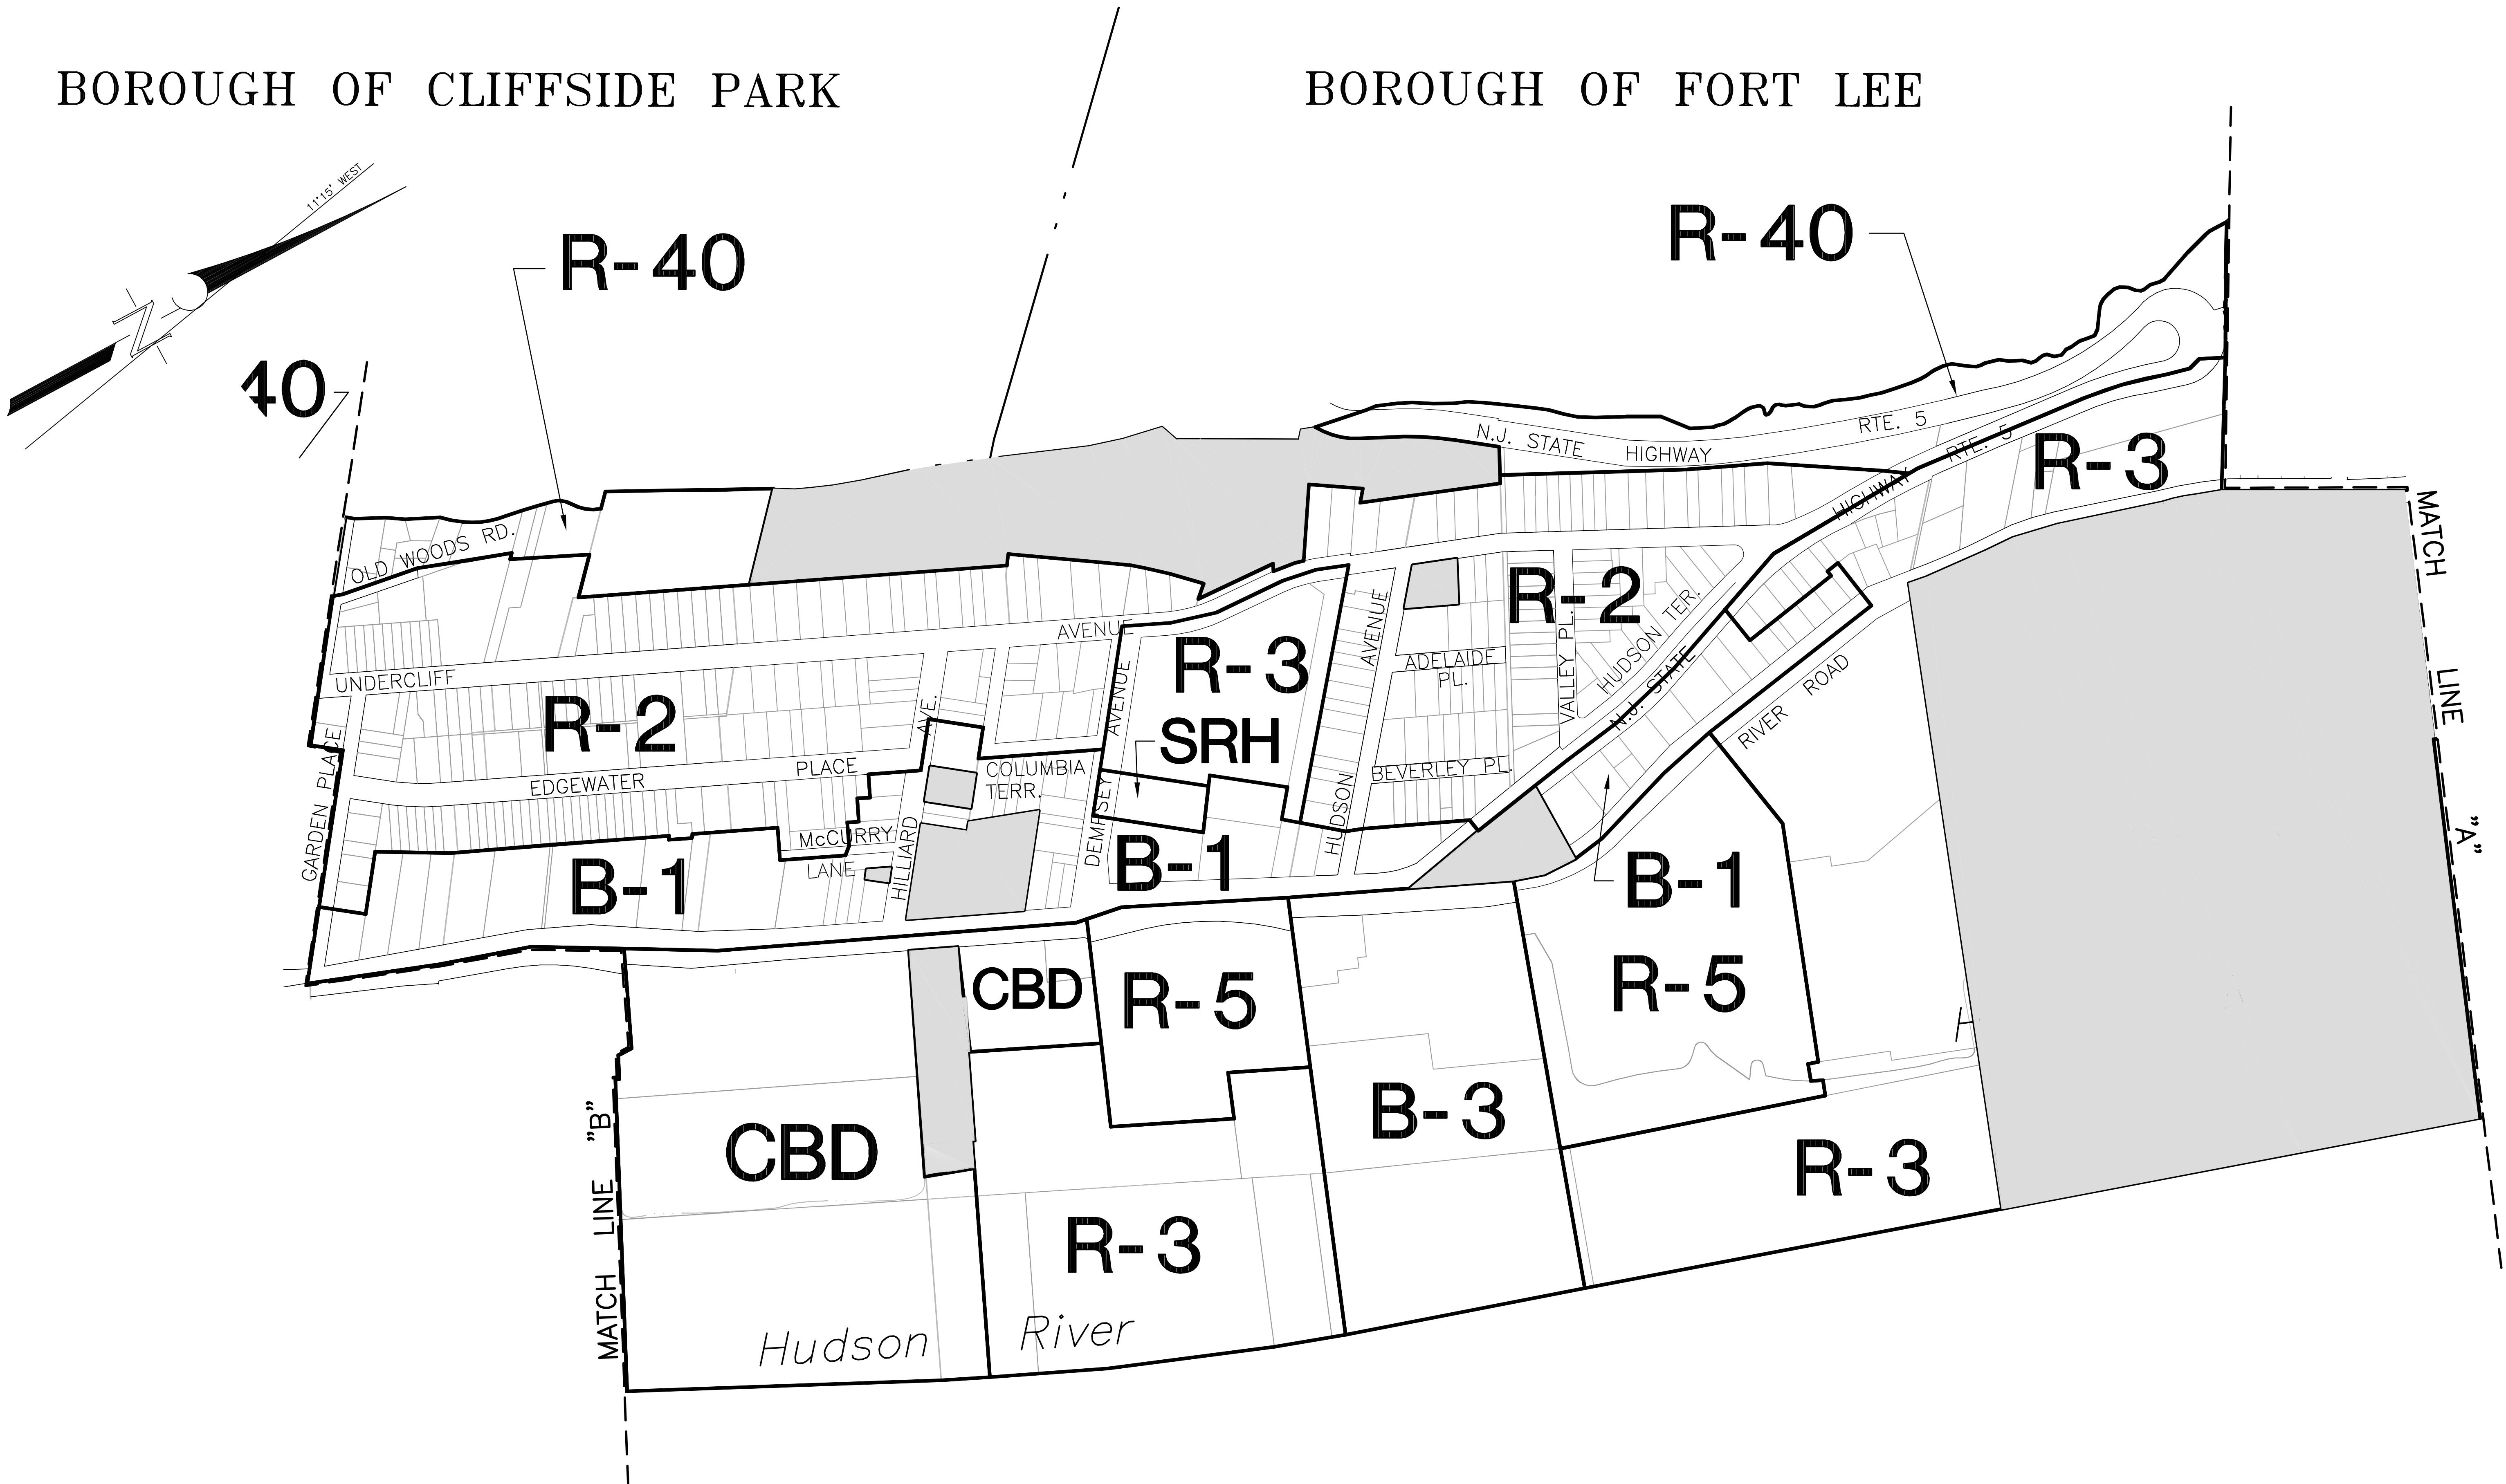 BOROUGH OF CLIFFSIDE PARK
BOROUGH OF FORT LEE
11°15' WEST
N
R-40
R-40
40
N.J. STATE HIGHWAY RTE. 5
R-3
OLD WOODS RD.
N.J. STATE HIGHWAY RTE. 5
MATCH LINE "A"
UNDERCLIFF AVENUE
R-2
R-3
SRH
R-2
AVENUE
HUDSON
ADELAIDE
PL.
VALLEY PL.
HUDSON TER.
BEVERLEY PL.
RIVER ROAD
GARDEN PLACE
EDGEWATER PLACE
HILLIARD AVE.
COLUMBIA
TERR.
DEMPSEY AVENUE
McCURRY
LANE
B-1
B-1
B-1
R-5
CBD
R-5
H
MATCH LINE "B"
CBD
B-3
R-3
R-3
Hudson River